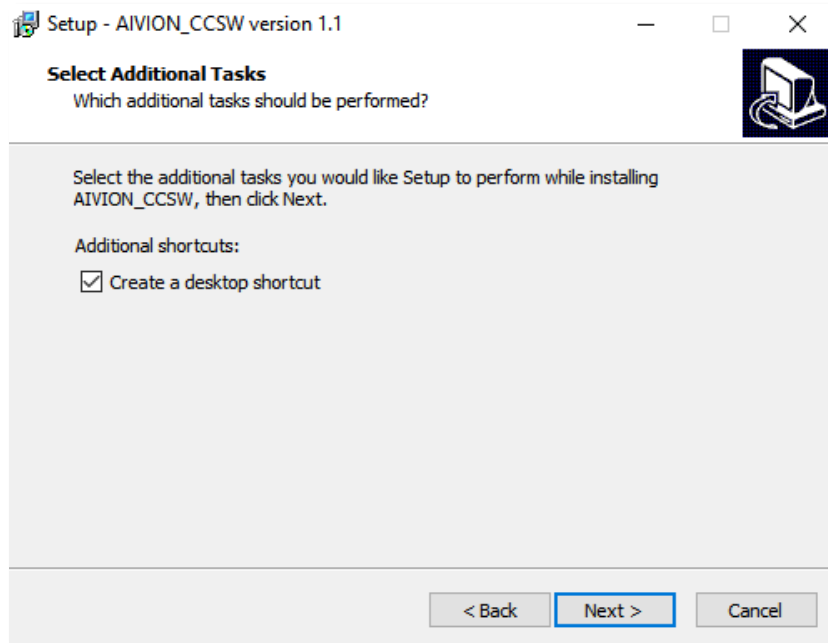 Setup - AIVION_CCSW version 1.1
Select Additional Tasks
Which additional tasks should be performed?
Select the additional tasks you would like Setup to perform while installing
AIVION_CCSW, then click Next.
Additional shortcuts:
Create a desktop shortcut
< Back Next > Cancel